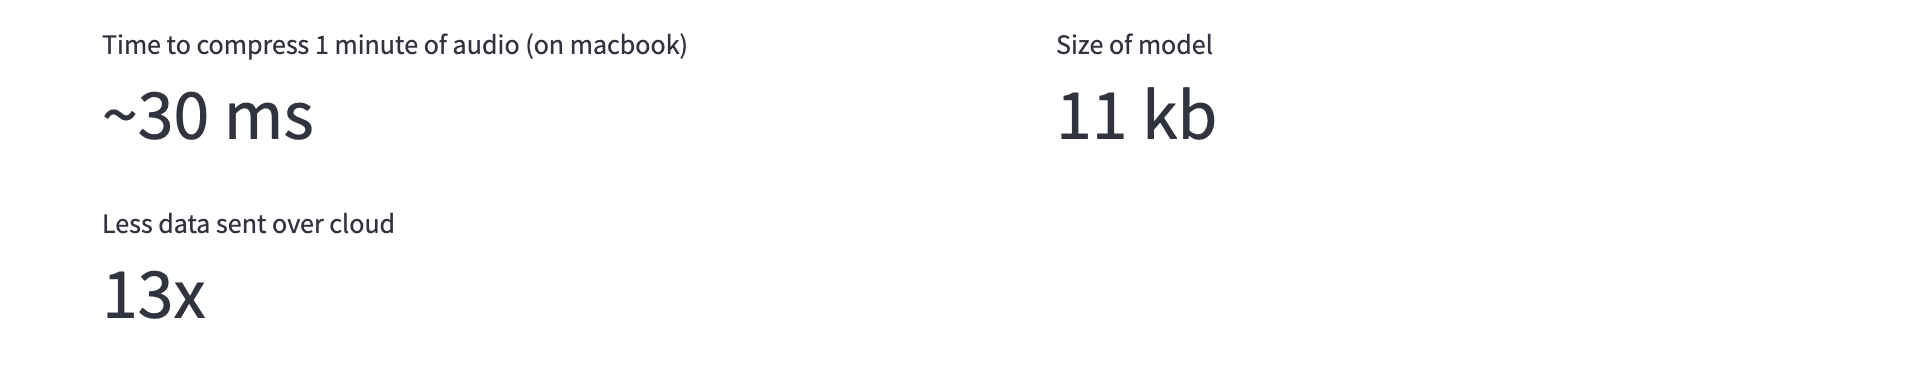 Time to compress 1 minute of audio (on macbook)
~30 ms
Size of model
11 kb
Less data sent over cloud
13x